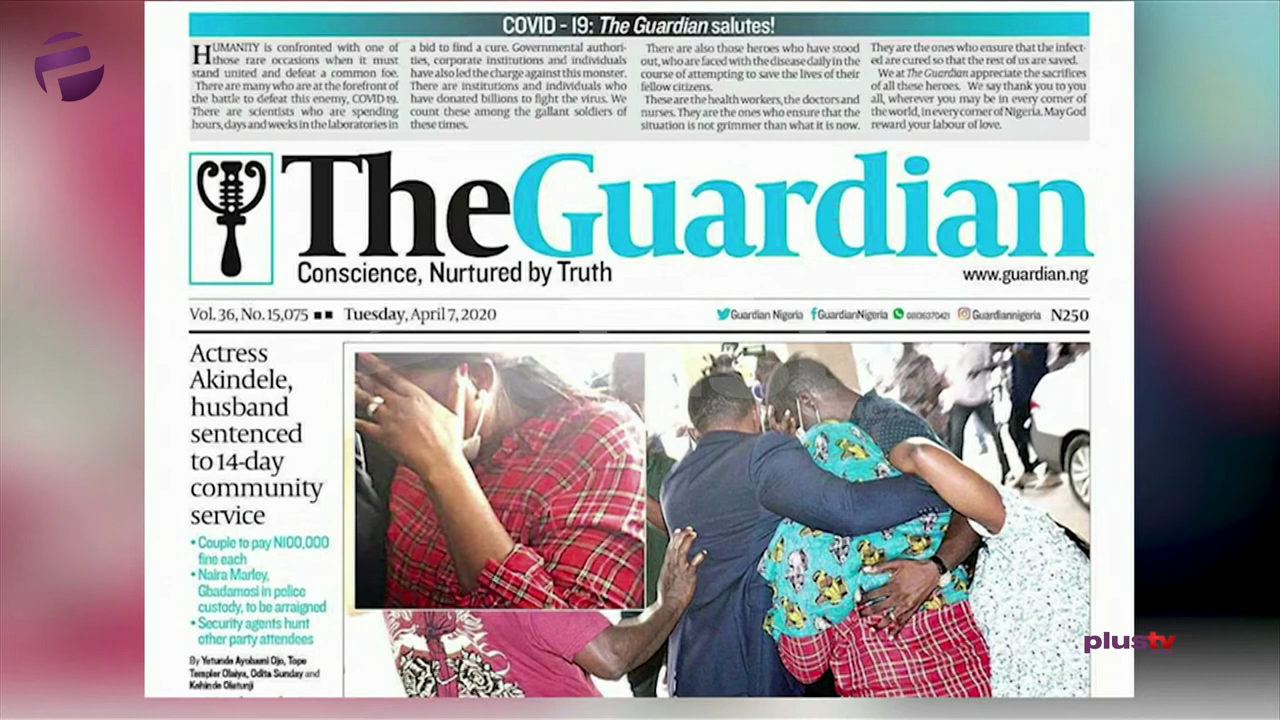 COVID - 19: The Guardian salutes!
HUMANITY is confronted with one of
those rare occasions when it must
stand united and defeat a common foe.
There are many who are at the forefront of
the battle to defeat this enemy, COVID-19.
There are scientists who are spending
hours, days and weeks in the laboratories in
a bid to find a cure. Governmental authori-
ties, corporate institutions and individuals
have also led the charge against this monster.
There are institutions and individuals who
have donated billions to fight the virus. We
count these among the gallant soldiers of
these times.
There are also those heroes who have stood
out, who are faced with the disease daily in the
course of attempting to save the lives of their
fellow citizens.
These are the health workers, the doctors and
nurses. They are the ones who ensure that the
situation is not grimmer than what it is now.
They are the ones who ensure that the infect-
ed are cured so that the rest of us are saved.
We at The Guardian appreciate the sacrifices
of all these heroes. We say thank you to you
all, wherever you may be in every corner of
the world, in every corner of Nigeria. May God
reward your labour of love.
TheGuardian
Conscience, Nurtured by Truth
www.guardian.ng
Vol. 36, No. 15,075 Tuesday, April 7, 2020 Guardian Nigeria GuardianNigeria Guardiannigeria N250
Actress
Akindele,
husband
sentenced
to 14-day
community
service
• Couple to pay N100,000
fine each
• Naira Marley,
Gbadamosi in police
custody, to be arraigned
• Security agents hunt
other party attendees
By Yetunde Ayobami Ojo, Tope
Templer Olaiya, Odita Sunday and
Kehinde Olatunji
plustv